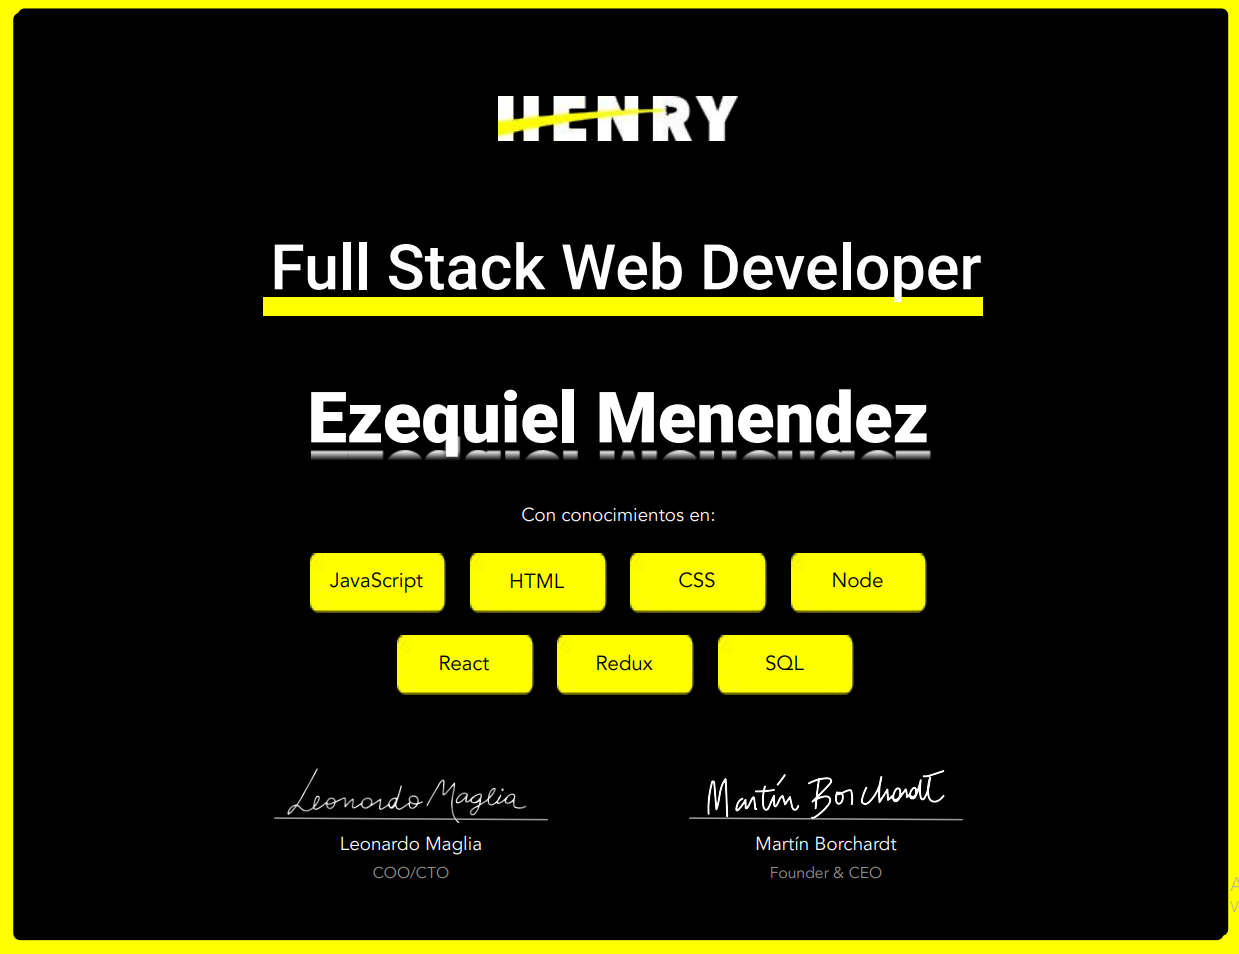 HENRY
Full Stack Web Developer
Ezequiel Menendez
Con conocimientos en:
JavaScript HTML CSS Node
React Redux SQL
Leonardo Maglia Martín Borchardt
Leonardo Maglia Martín Borchardt
COO/CTO Founder & CEO